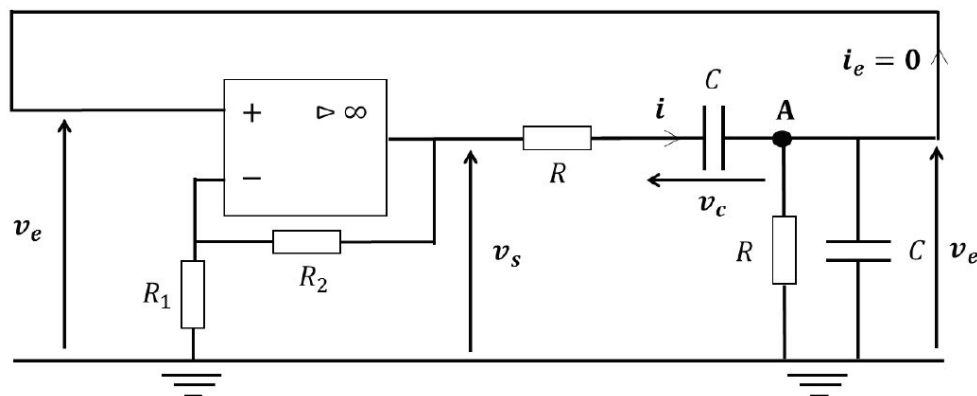 i_e = 0
C
A
+ ▷ ∞
i
−
R
v_c
v_e
R_2
v_s
R
C
v_e
R_1